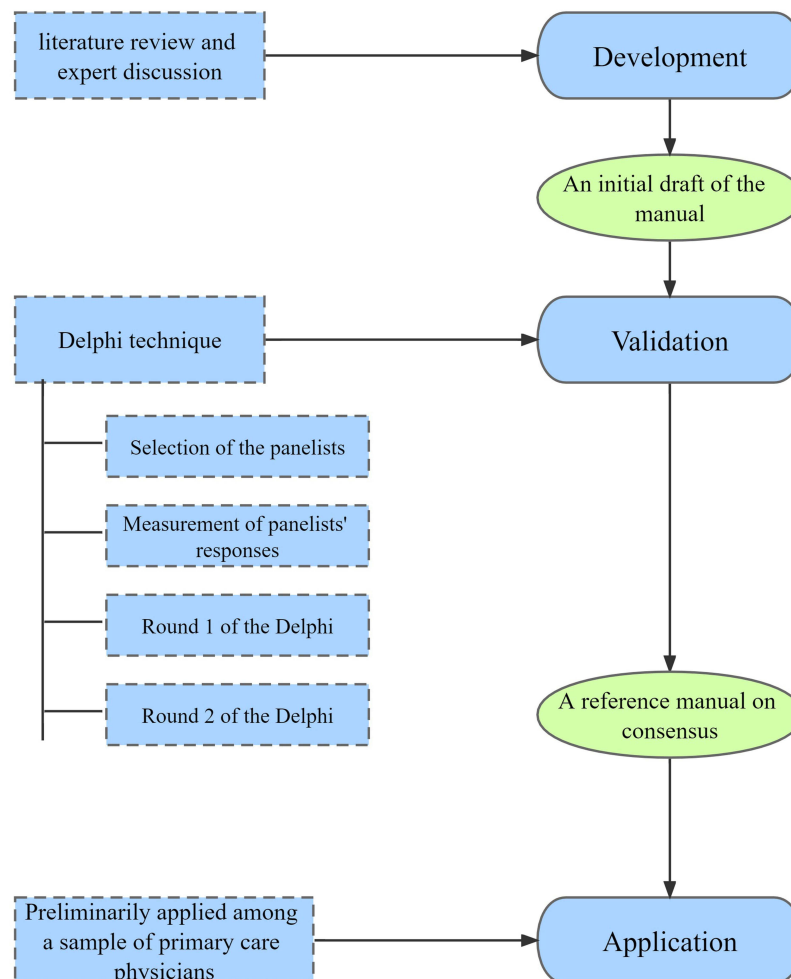 literature review and
expert discussion
Development
An initial draft of the
manual
Delphi technique
Validation
Selection of the panelists
Measurement of panelists'
responses
Round 1 of the Delphi
Round 2 of the Delphi
A reference manual on
consensus
Preliminarily applied among
a sample of primary care
physicians
Application